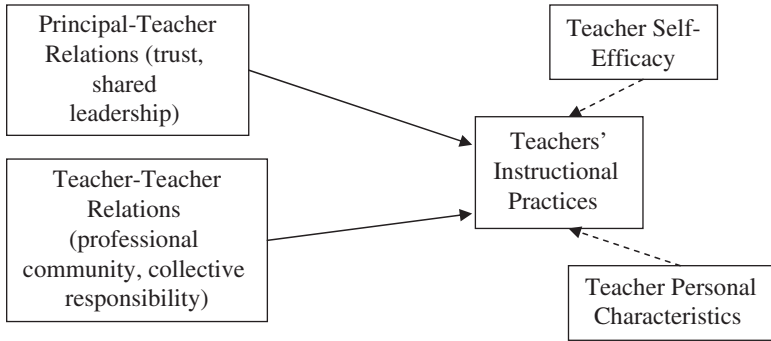 Principal-Teacher
Relations (trust,
shared
leadership)
Teacher-Teacher
Relations
(professional
community, collective
responsibility)
Teacher Self-
Efficacy
Teachers’
Instructional
Practices
Teacher Personal
Characteristics